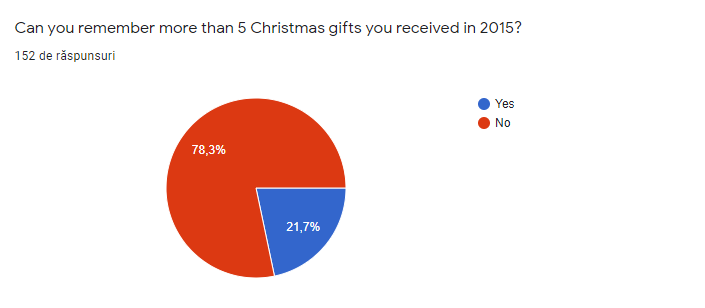 Can you remember more than 5 Christmas gifts you received in 2015?
152 de răspunsuri
Yes
No
78,3%
21,7%